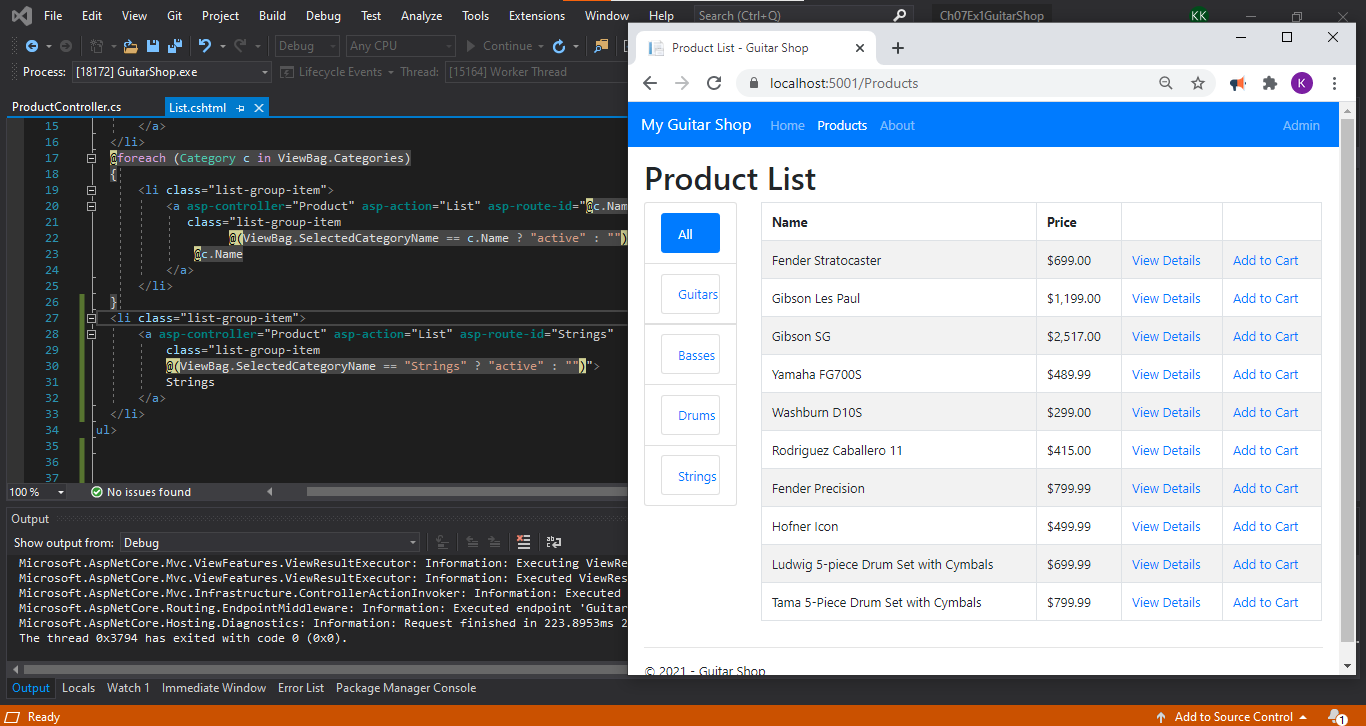 File Edit View Git Project Build Debug Test Analyze Tools Extensions Window Help Search (Ctrl+Q) Ch07Ex1GuitarShop KK
Debug Any CPU Continue
Process: [18172] GuitarShop.exe Lifecycle Events Thread: [15164] Worker Thread
ProductController.cs List.cshtml
15 </a>
16 </li>
17 @foreach (Category c in ViewBag.Categories)
18 {
19 <li class="list-group-item">
20 <a asp-controller="Product" asp-action="List" asp-route-id="@c.Nam
21 class="list-group-item
22 @(ViewBag.SelectedCategoryName == c.Name ? "active" : "")
23 @c.Name
24 </a>
25 </li>
26 }
27 <li class="list-group-item">
28 <a asp-controller="Product" asp-action="List" asp-route-id="Strings"
29 class="list-group-item
30 @(ViewBag.SelectedCategoryName == "Strings" ? "active" : "")">
31 Strings
32 </a>
33 </li>
34 ul>
35
36
37
100 % No issues found
Output
Show output from: Debug
Microsoft.AspNetCore.Mvc.ViewFeatures.ViewResultExecutor: Information: Executing ViewRe
Microsoft.AspNetCore.Mvc.ViewFeatures.ViewResultExecutor: Information: Executed ViewRes
Microsoft.AspNetCore.Mvc.Infrastructure.ControllerActionInvoker: Information: Executed
Microsoft.AspNetCore.Routing.EndpointMiddleware: Information: Executed endpoint 'Guitar
Microsoft.AspNetCore.Hosting.Diagnostics: Information: Request finished in 223.8953ms 2
The thread 0x3794 has exited with code 0 (0x0).
Output Locals Watch 1 Immediate Window Error List Package Manager Console
Ready Add to Source Control 1
Product List - Guitar Shop
localhost:5001/Products K
My Guitar Shop Home Products About Admin
Product List
All
Guitars
Basses
Drums
Strings
Name Price
Fender Stratocaster $699.00 View Details Add to Cart
Gibson Les Paul $1,199.00 View Details Add to Cart
Gibson SG $2,517.00 View Details Add to Cart
Yamaha FG700S $489.99 View Details Add to Cart
Washburn D10S $299.00 View Details Add to Cart
Rodriguez Caballero 11 $415.00 View Details Add to Cart
Fender Precision $799.99 View Details Add to Cart
Hofner Icon $499.99 View Details Add to Cart
Ludwig 5-piece Drum Set with Cymbals $699.99 View Details Add to Cart
Tama 5-Piece Drum Set with Cymbals $799.99 View Details Add to Cart
© 2021 - Guitar Shop